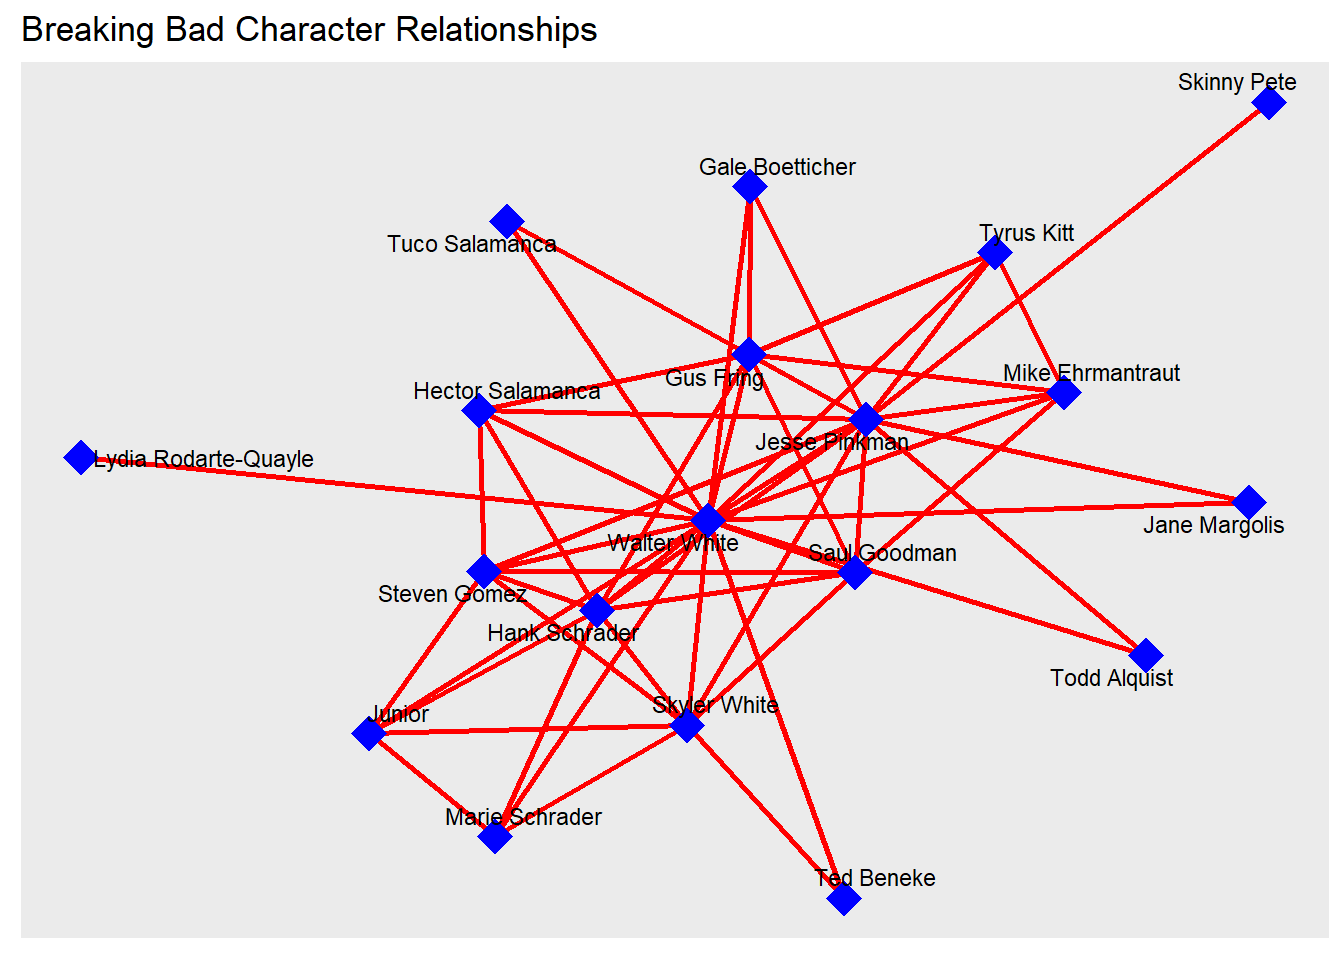 Breaking Bad Character Relationships
Skinny Pete
Gale Boetticher
Tyrus Kitt
Tuco Salamanca
Mike Ehrmantraut
Gus Fring
Hector Salamanca
Jesse Pinkman
Lydia Rodarte-Quayle
Jane Margolis
Walter White
Saul Goodman
Steven Gomez
Hank Schrader
Todd Alquist
Skyler White
Junior
Marie Schrader
Ted Beneke